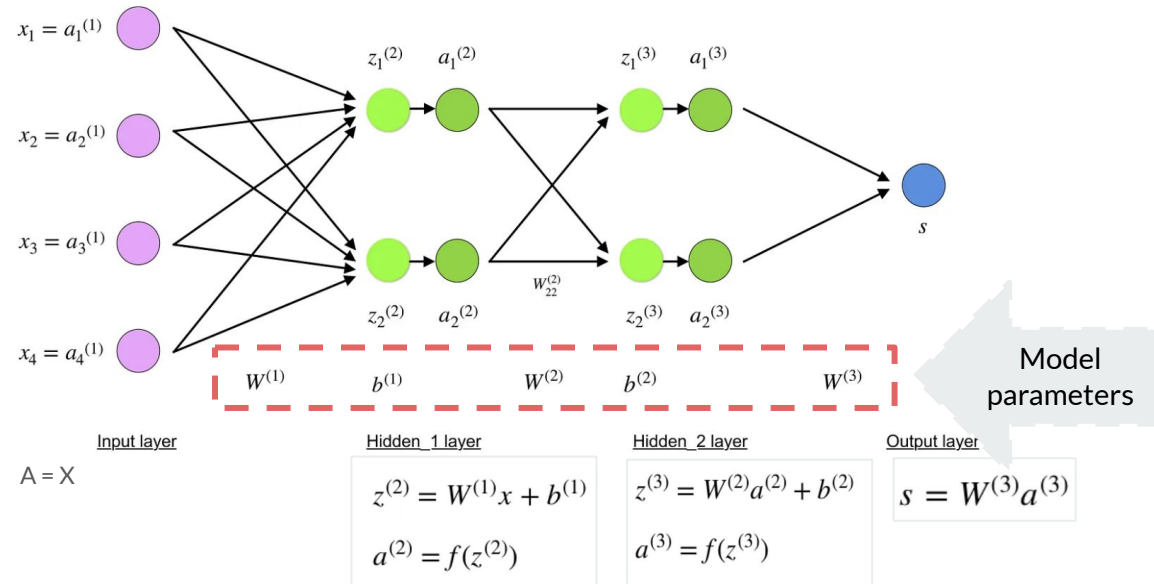 x₁ = a₁⁽¹⁾
z₁⁽²⁾ a₁⁽²⁾ z₁⁽³⁾ a₁⁽³⁾
x₂ = a₂⁽¹⁾
s
x₃ = a₃⁽¹⁾
W₂₂⁽²⁾
z₂⁽²⁾ a₂⁽²⁾ z₂⁽³⁾ a₂⁽³⁾
x₄ = a₄⁽¹⁾
W⁽¹⁾ b⁽¹⁾ W⁽²⁾ b⁽²⁾ W⁽³⁾
Model
parameters
Input layer Hidden_1 layer Hidden_2 layer Output layer
A = X
z⁽²⁾ = W⁽¹⁾x + b⁽¹⁾
a⁽²⁾ = f(z⁽²⁾)
z⁽³⁾ = W⁽²⁾a⁽²⁾ + b⁽²⁾
a⁽³⁾ = f(z⁽³⁾)
s = W⁽³⁾a⁽³⁾